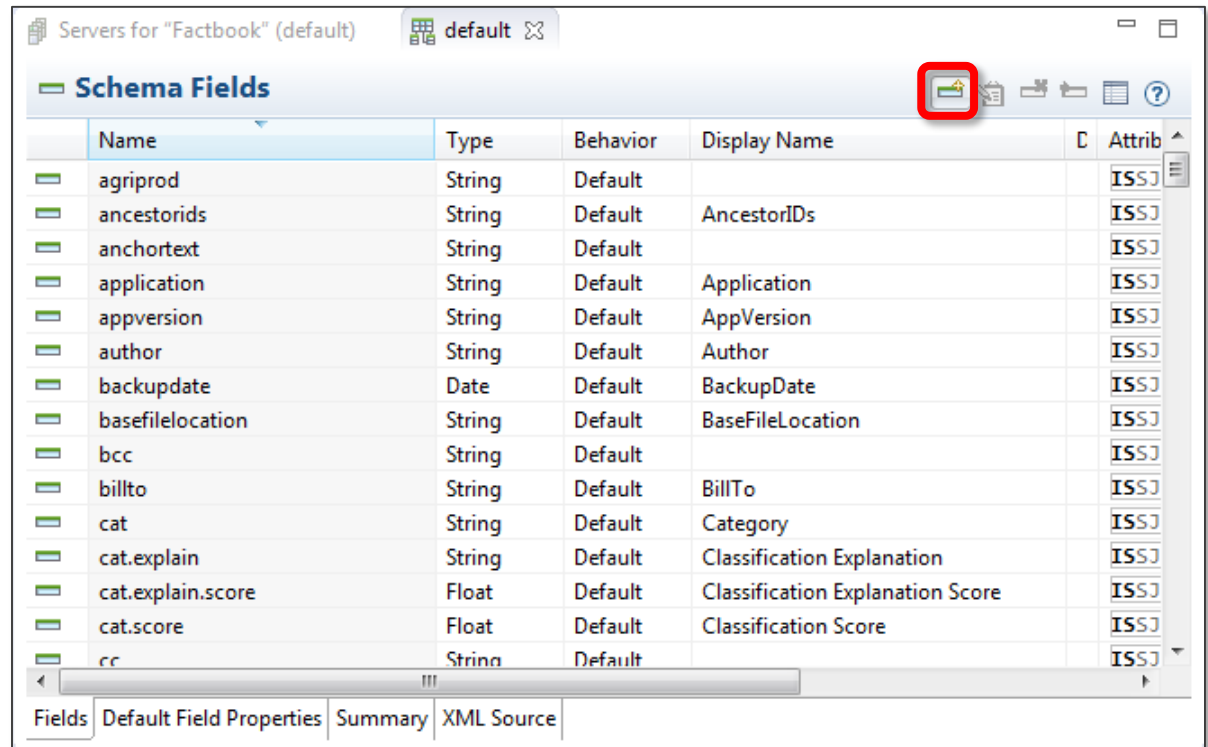 Servers for "Factbook" (default) default
Schema Fields ?
Name Type Behavior Display Name D Attrib
agriprod String Default ISSJ
ancestorids String Default AncestorIDs ISSJ
anchortext String Default ISSJ
application String Default Application ISSJ
appversion String Default AppVersion ISSJ
author String Default Author ISSJ
backupdate Date Default BackupDate ISSJ
basefilelocation String Default BaseFileLocation ISSJ
bcc String Default ISSJ
billto String Default BillTo ISSJ
cat String Default Category ISSJ
cat.explain String Default Classification Explanation ISSJ
cat.explain.score Float Default Classification Explanation Score ISSJ
cat.score Float Default Classification Score ISSJ
cc String Default ISSJ
Fields Default Field Properties Summary XML Source